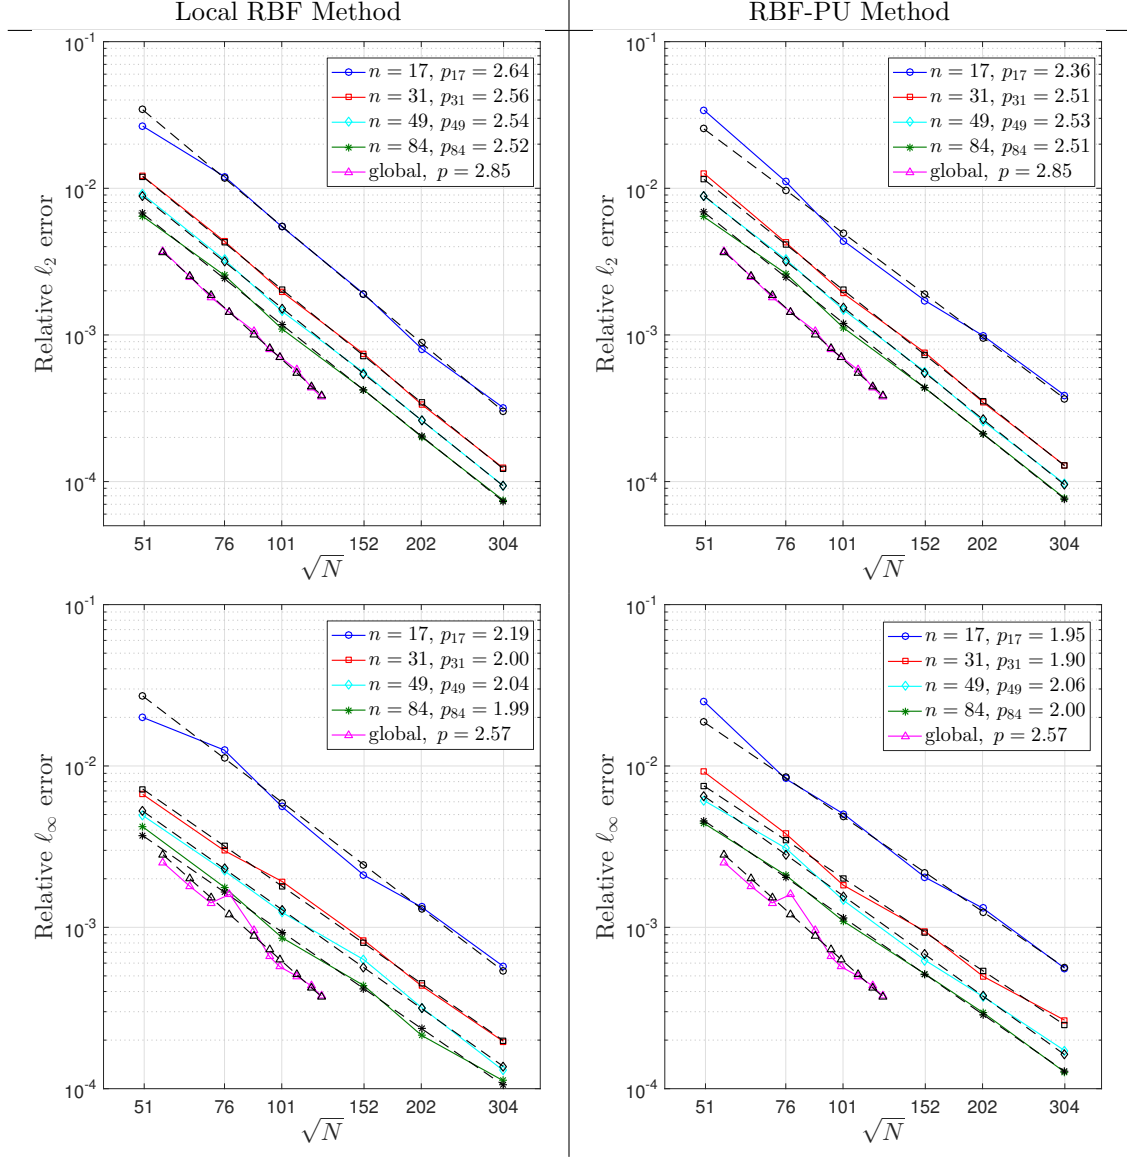 Local RBF Method
RBF-PU Method
10^{-1}
10^{-2}
10^{-3}
10^{-4}
Relative ℓ₂ error
n = 17, p₁₇ = 2.64
n = 31, p₃₁ = 2.56
n = 49, p₄₉ = 2.54
n = 84, p₈₄ = 2.52
global, p = 2.85
51 76 101 152 202 304
√N
10^{-1}
10^{-2}
10^{-3}
10^{-4}
Relative ℓ₂ error
n = 17, p₁₇ = 2.36
n = 31, p₃₁ = 2.51
n = 49, p₄₉ = 2.53
n = 84, p₈₄ = 2.51
global, p = 2.85
51 76 101 152 202 304
√N
10^{-1}
10^{-2}
10^{-3}
10^{-4}
Relative ℓ∞ error
n = 17, p₁₇ = 2.19
n = 31, p₃₁ = 2.00
n = 49, p₄₉ = 2.04
n = 84, p₈₄ = 1.99
global, p = 2.57
51 76 101 152 202 304
√N
10^{-1}
10^{-2}
10^{-3}
10^{-4}
Relative ℓ∞ error
n = 17, p₁₇ = 1.95
n = 31, p₃₁ = 1.90
n = 49, p₄₉ = 2.06
n = 84, p₈₄ = 2.00
global, p = 2.57
51 76 101 152 202 304
√N